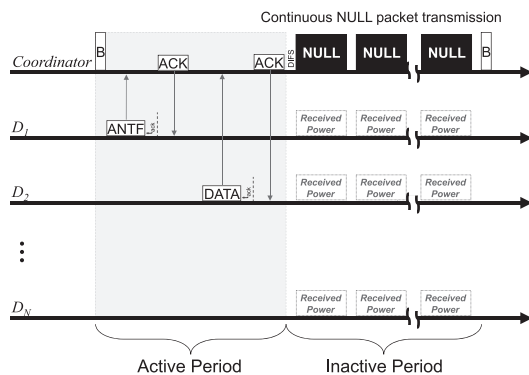 Continuous NULL packet transmission
Coordinator
B
ACK
ACK
DIFS
NULL
NULL
NULL
B
D1
ANTF
tack
Received Power
Received Power
Received Power
D2
DATA
tack
Received Power
Received Power
Received Power
DN
Received Power
Received Power
Received Power
Active Period
Inactive Period